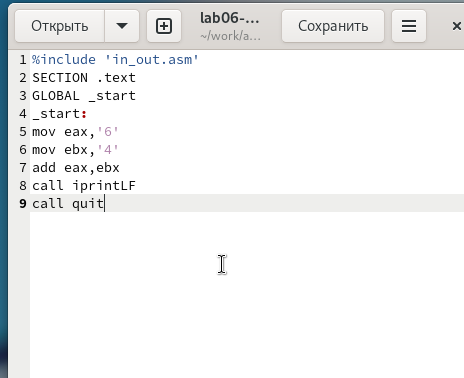 Открыть
lab06-...
~/work/a...
Сохранить
1 %include 'in_out.asm'
2 SECTION .text
3 GLOBAL _start
4 _start:
5 mov eax,'6'
6 mov ebx,'4'
7 add eax,ebx
8 call iprintLF
9 call quit